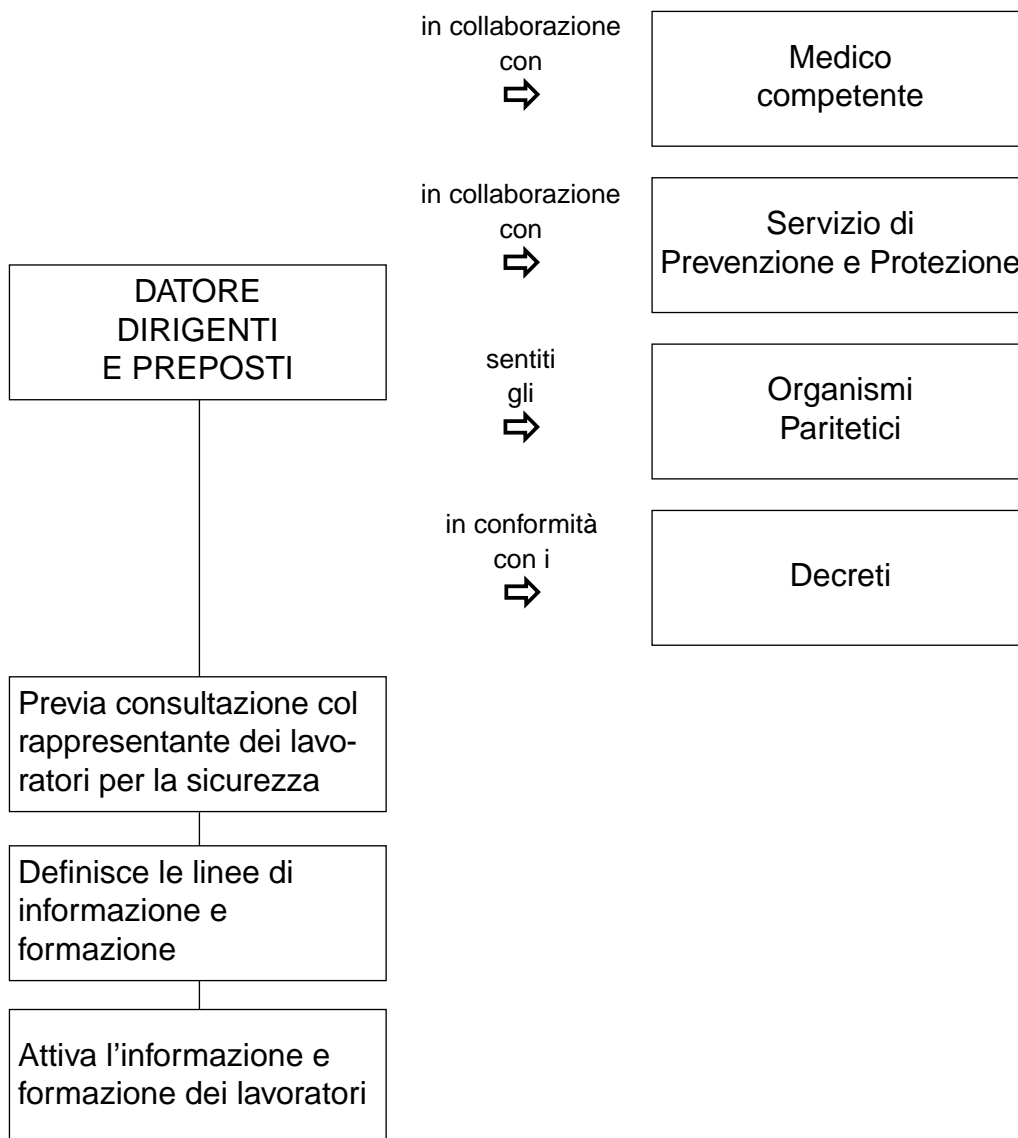 in collaborazione
con
Medico
competente
in collaborazione
con
Servizio di
Prevenzione e Protezione
DATORE
DIRIGENTI
E PREPOSTI
sentiti
gli
Organismi
Paritetici
in conformità
con i
Decreti
Previa consultazione col
rappresentante dei lavo-
ratori per la sicurezza
Definisce le linee di
informazione e
formazione
Attiva l’informazione e
formazione dei lavoratori